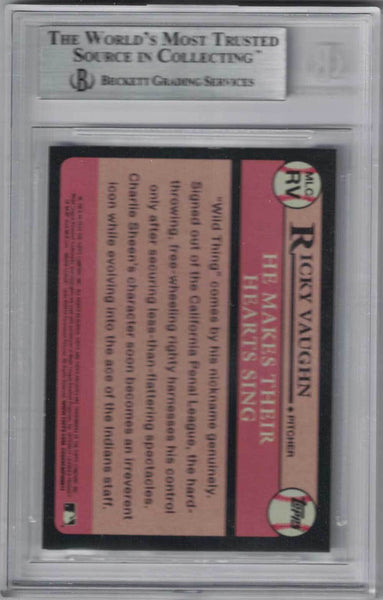 THE WORLD'S MOST TRUSTED
SOURCE IN COLLECTING™
B BECKETT GRADING SERVICES
MLC
RV
RICKY VAUGHN
PITCHER
Topps
HE MAKES THEIR
HEARTS SING
"Wild Thing" comes by his nickname genuinely.
Signed out of the California Penal League, the hard-
throwing, free-wheeling righty harnesses his control
only after securing less-than-flattering spectacles.
Charlie Sheen's character soon becomes an irreverent
icon while evolving into the ace of the Indians staff.